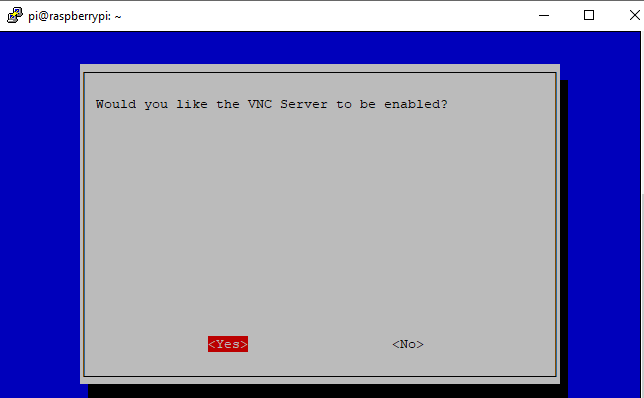 pi@raspberrypi: ~
Would you like the VNC Server to be enabled?
<Yes> <No>